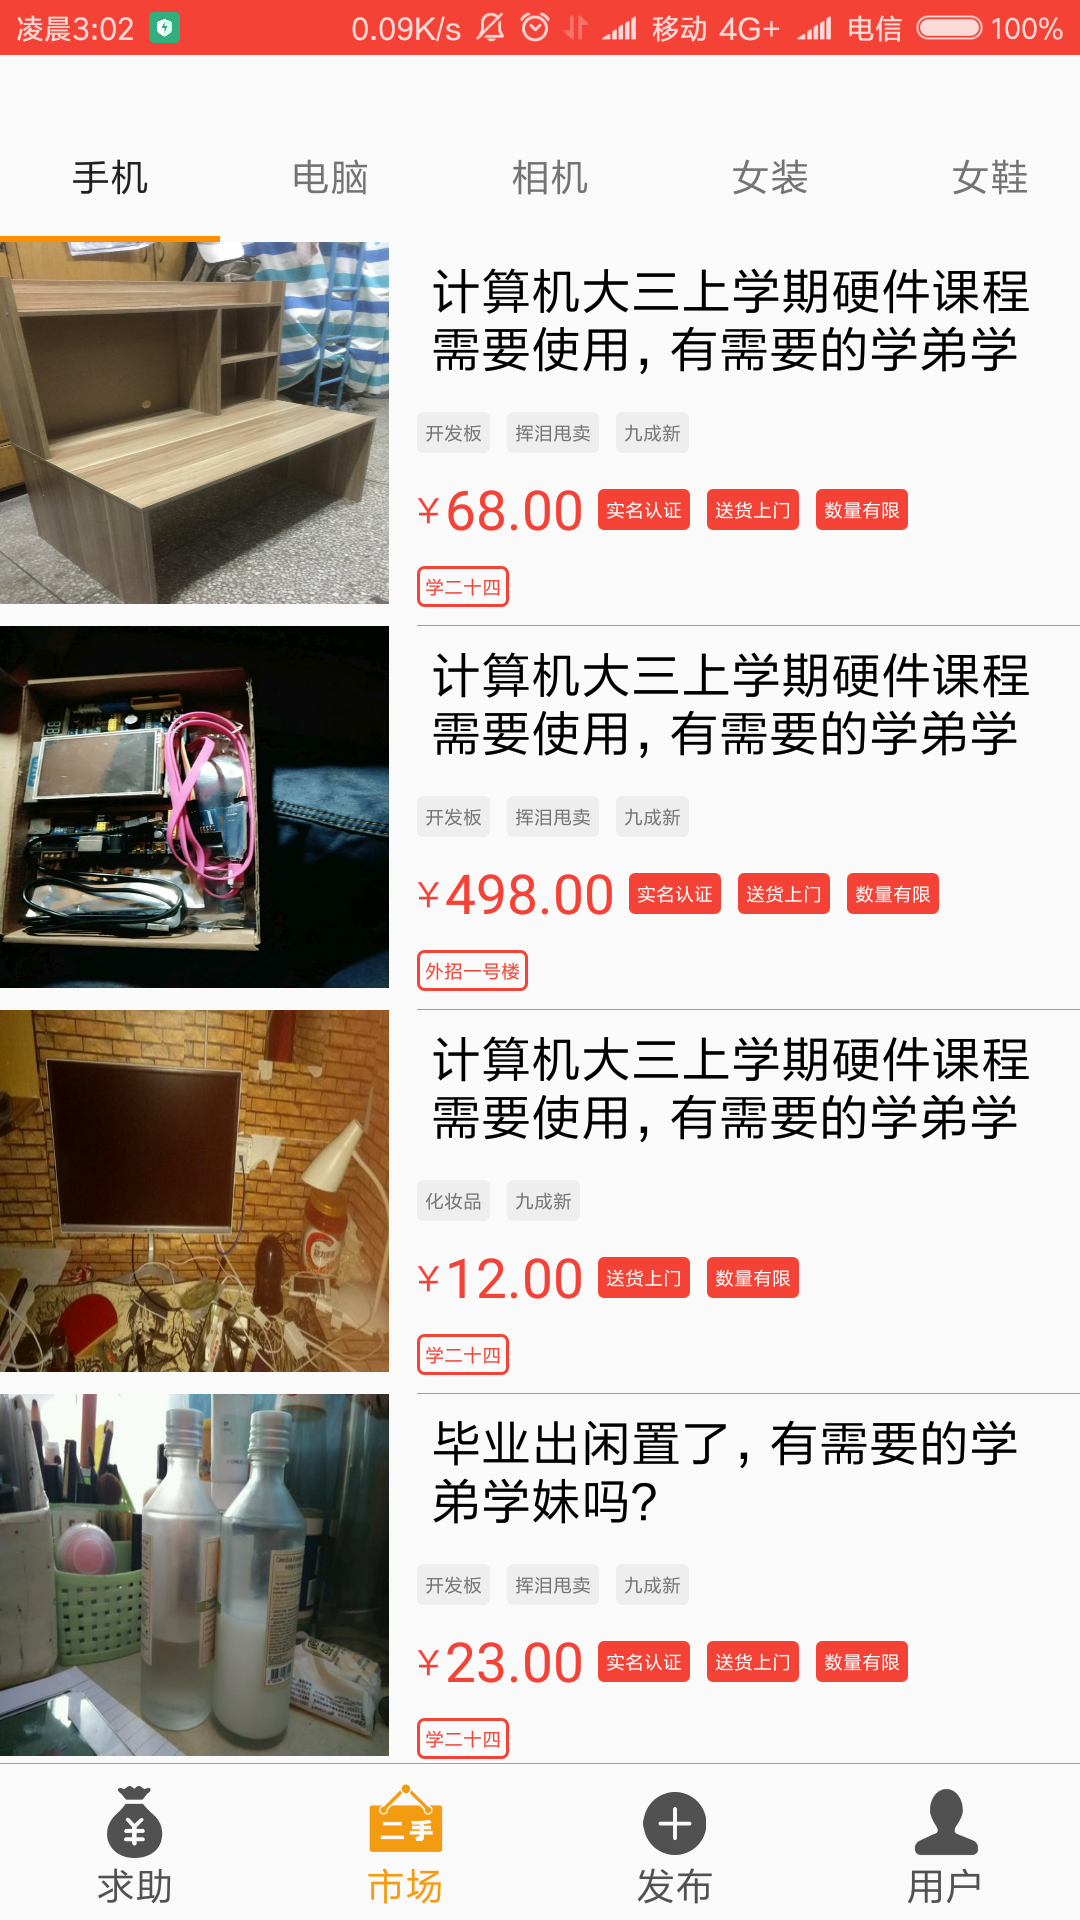 凌晨3:02 0.09K/s 移动 4G+ 电信 100%
手机 电脑 相机 女装 女鞋
计算机大三上学期硬件课程
需要使用，有需要的学弟学
开发板 挥泪甩卖 九成新
￥68.00 实名认证 送货上门 数量有限
学二十四
计算机大三上学期硬件课程
需要使用，有需要的学弟学
开发板 挥泪甩卖 九成新
￥498.00 实名认证 送货上门 数量有限
外招一号楼
计算机大三上学期硬件课程
需要使用，有需要的学弟学
化妆品 九成新
￥12.00 送货上门 数量有限
学二十四
毕业出闲置了，有需要的学
弟学妹吗?
开发板 挥泪甩卖 九成新
￥23.00 实名认证 送货上门 数量有限
学二十四
¥ 二手
求助 市场 发布 用户